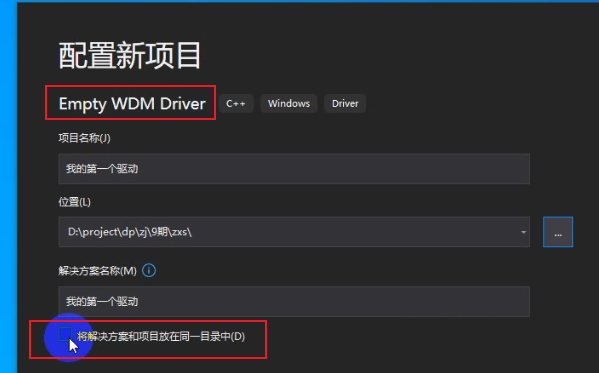 配置新项目
Empty WDM Driver C++ Windows Driver
项目名称(J)
我的第一个驱动
位置(L)
D:\project\dp\zj\9期\zxs\ ...
解决方案名称(M)
我的第一个驱动
将解决方案和项目放在同一目录中(D)